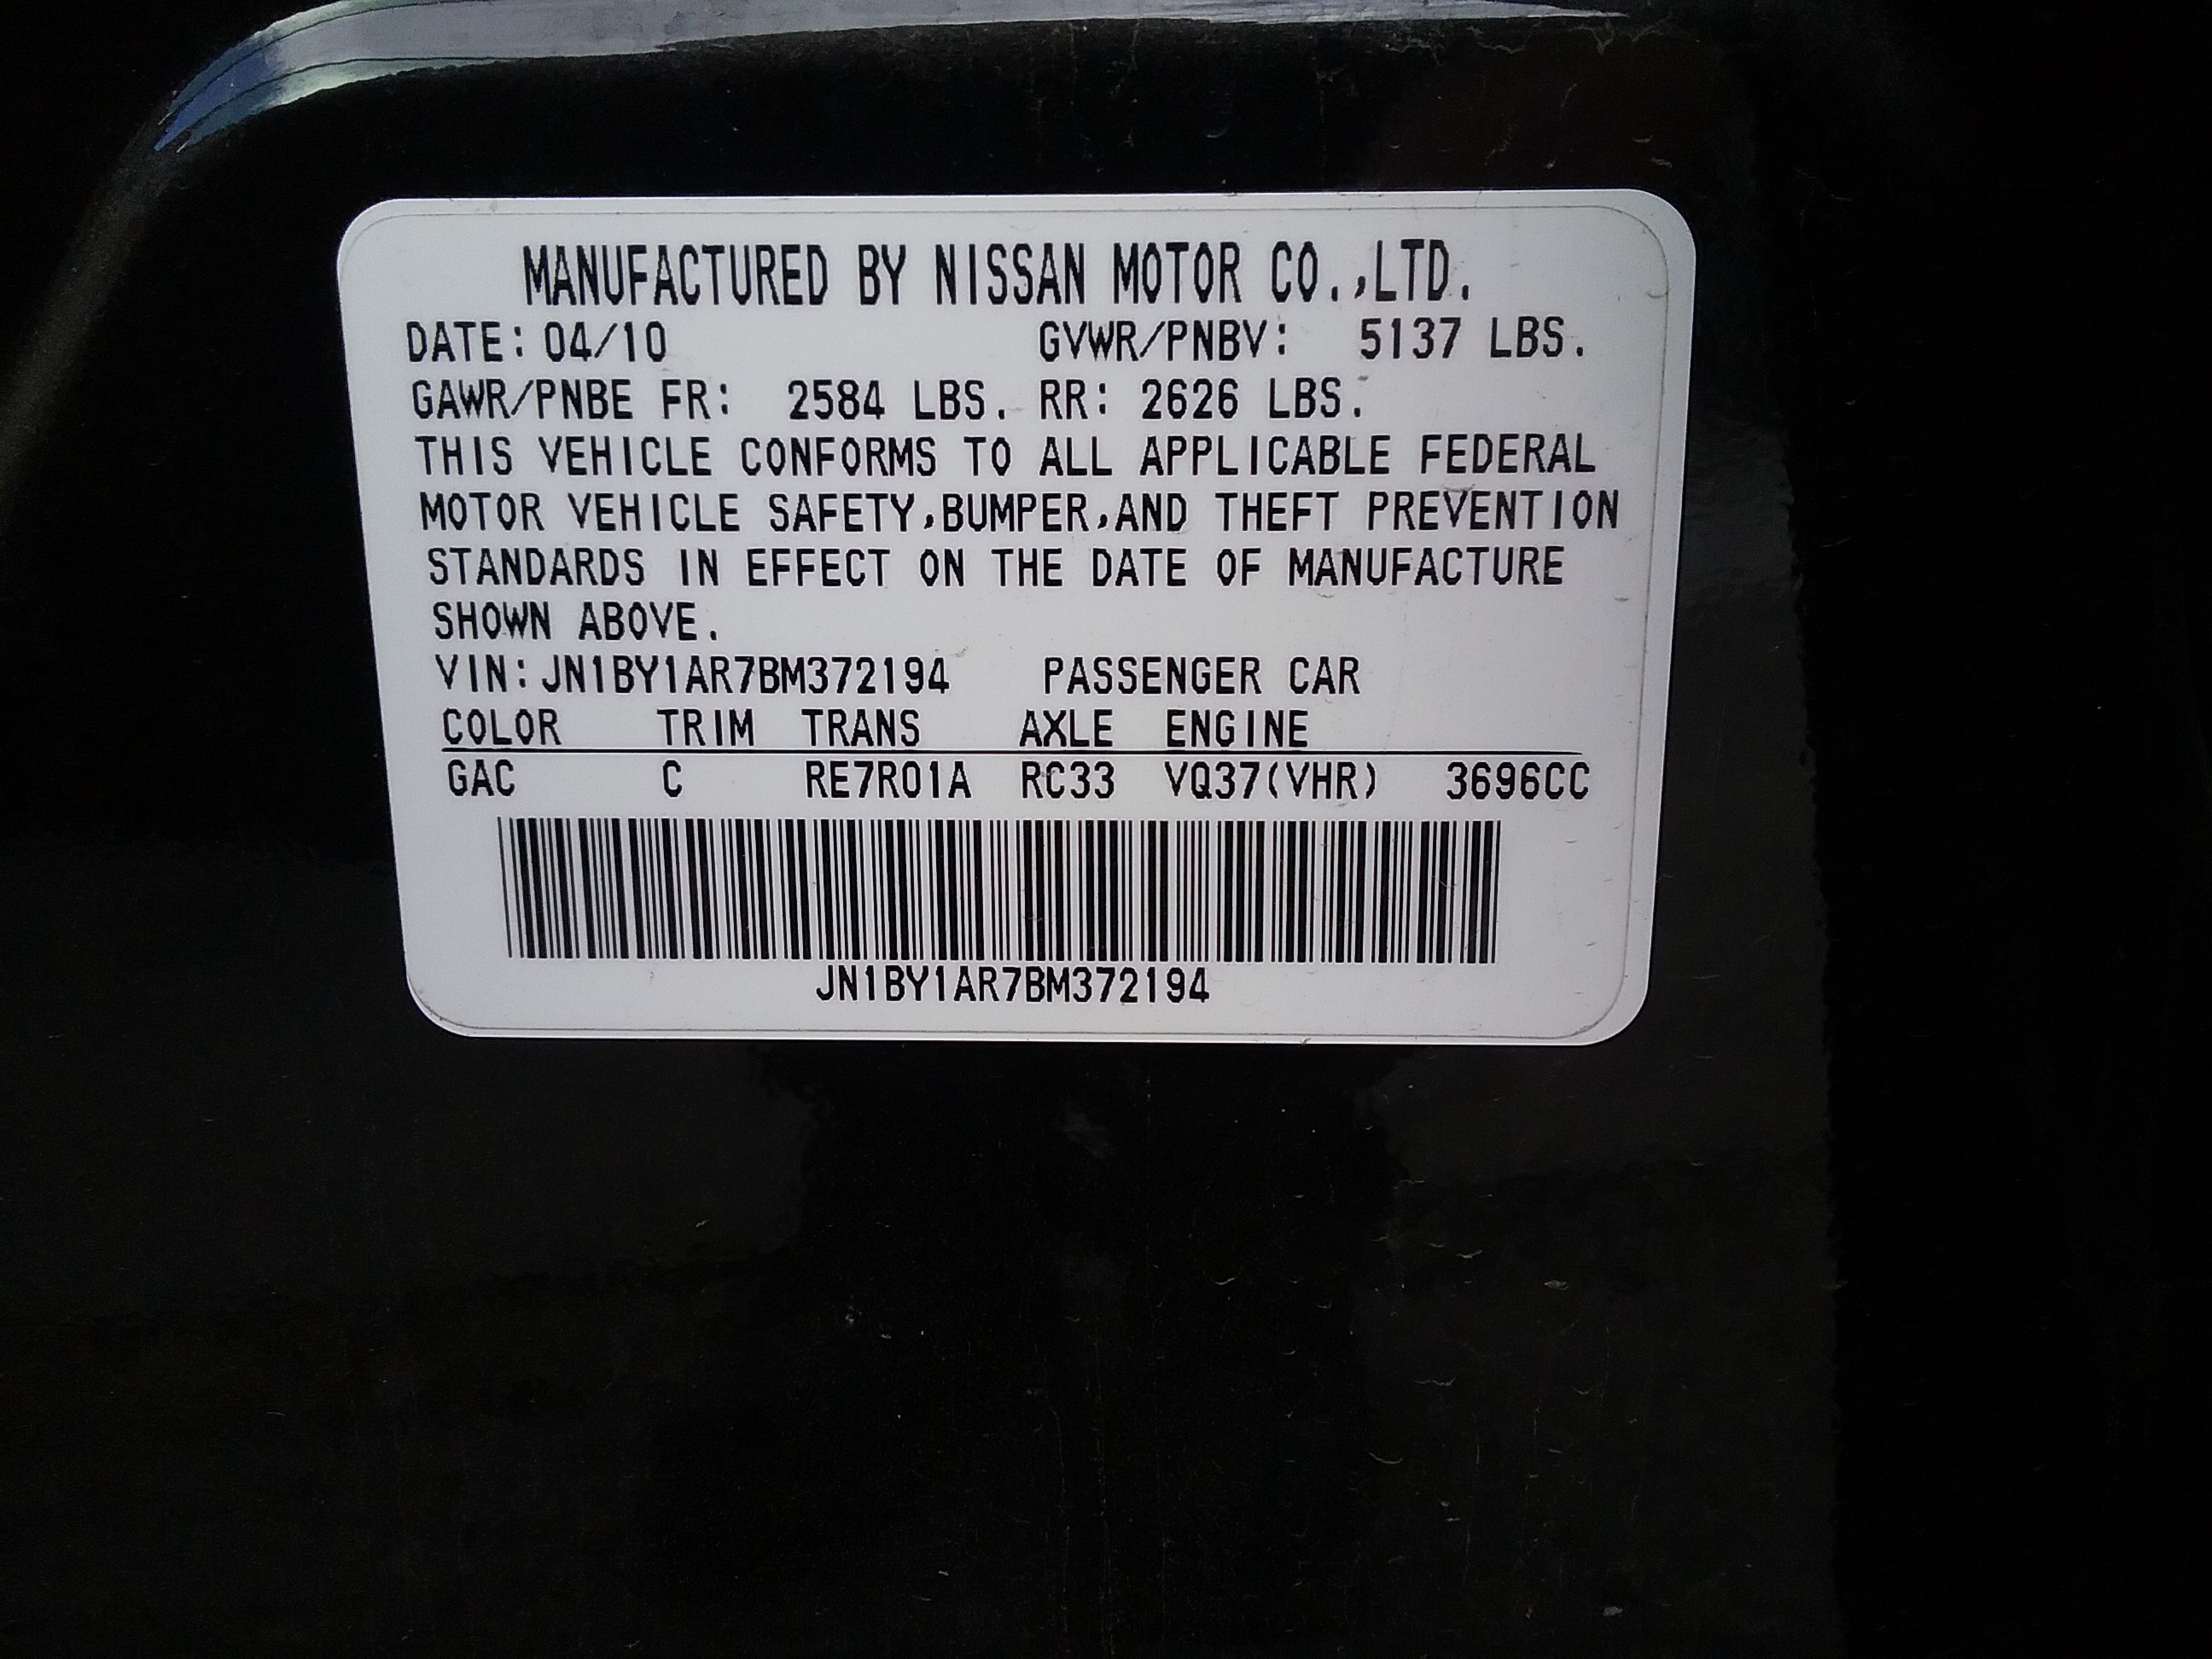 MANUFACTURED BY NISSAN MOTOR CO.,LTD.
DATE: 04/10 GVWR/PNBV: 5137 LBS.
GAWR/PNBE FR: 2584 LBS. RR: 2626 LBS.
THIS VEHICLE CONFORMS TO ALL APPLICABLE FEDERAL
MOTOR VEHICLE SAFETY,BUMPER,AND THEFT PREVENTION
STANDARDS IN EFFECT ON THE DATE OF MANUFACTURE
SHOWN ABOVE.
VIN:JN1BY1AR7BM372194 PASSENGER CAR
COLOR TRIM TRANS AXLE ENGINE
GAC C RE7R01A RC33 VQ37(VHR) 3696CC
JN1BY1AR7BM372194